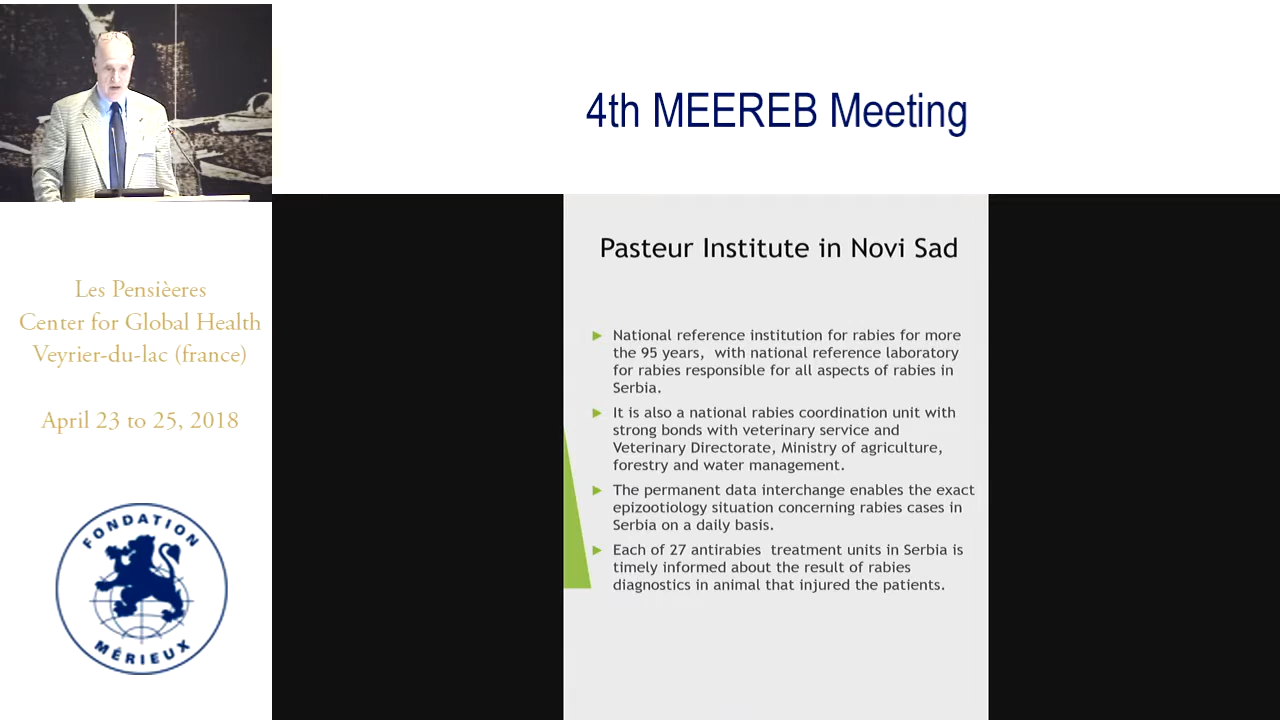 4th MEEREB Meeting
Les Pensièeres
Center for Global Health
Veyrier-du-lac (france)
April 23 to 25, 2018
FONDATION
MÉRIEUX
Pasteur Institute in Novi Sad
National reference institution for rabies for more
the 95 years, with national reference laboratory
for rabies responsible for all aspects of rabies in
Serbia.
It is also a national rabies coordination unit with
strong bonds with veterinary service and
Veterinary Directorate, Ministry of agriculture,
forestry and water management.
The permanent data interchange enables the exact
epizootiology situation concerning rabies cases in
Serbia on a daily basis.
Each of 27 antirabies treatment units in Serbia is
timely informed about the result of rabies
diagnostics in animal that injured the patients.